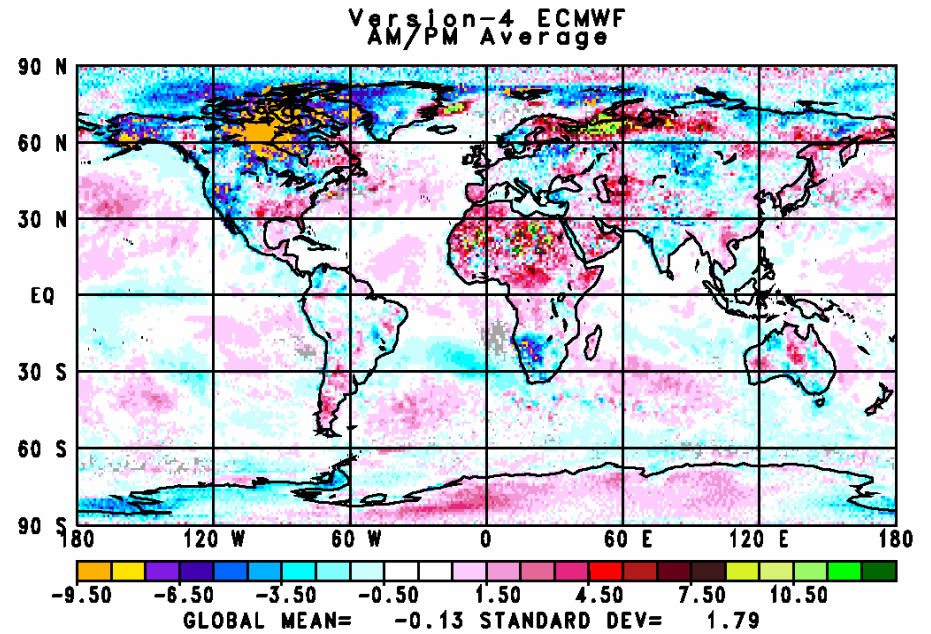 Version-4 ECMWF
AM/PM Average
90 N
60 N
30 N
EQ
30 S
60 S
90 S
180 120 W 60 W 0 60 E 120 E 180
-9.50 -6.50 -3.50 -0.50 1.50 4.50 7.50 10.50
GLOBAL MEAN= -0.13 STANDARD DEV= 1.79